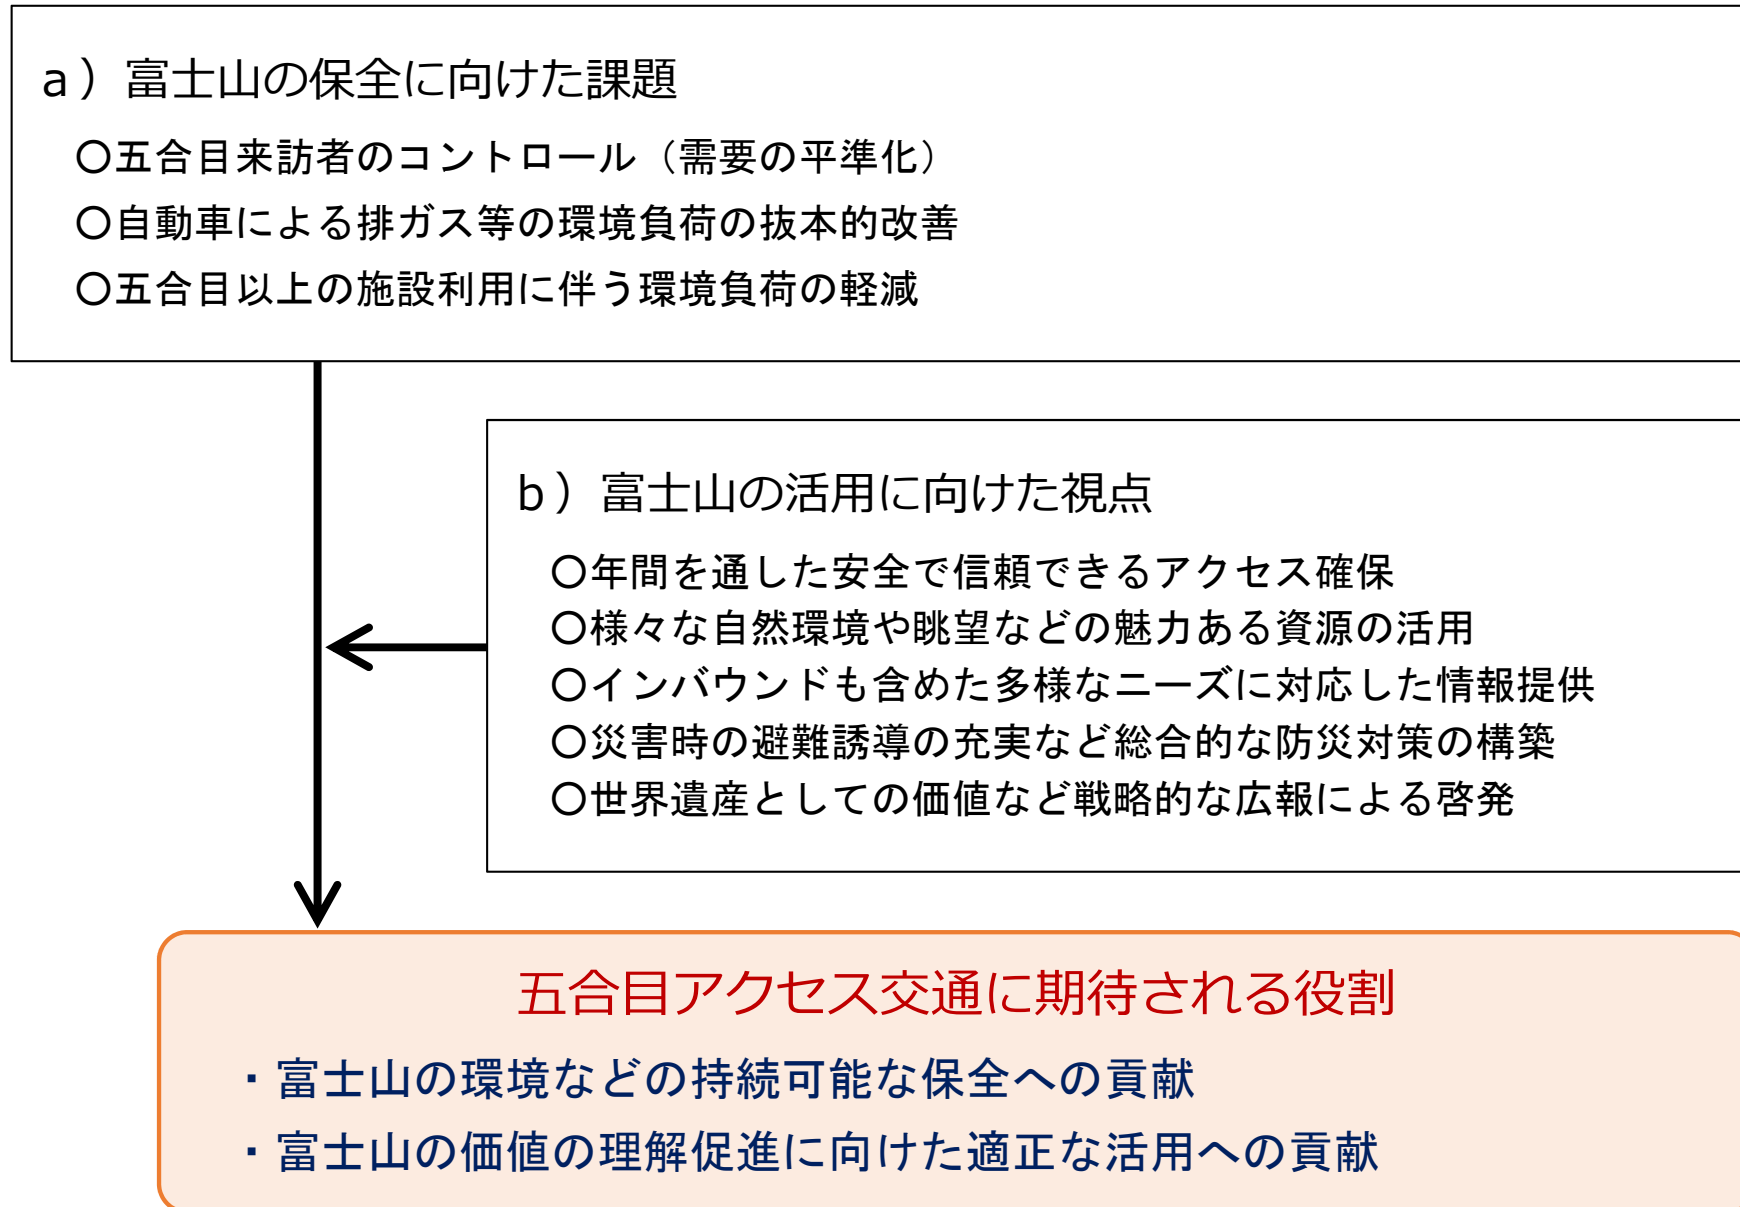 a）富士山の保全に向けた課題
〇五合目来訪者のコントロール（需要の平準化）
〇自動車による排ガス等の環境負荷の抜本的改善
〇五合目以上の施設利用に伴う環境負荷の軽減
b）富士山の活用に向けた視点
〇年間を通した安全で信頼できるアクセス確保
〇様々な自然環境や眺望などの魅力ある資源の活用
〇インバウンドも含めた多様なニーズに対応した情報提供
〇災害時の避難誘導の充実など総合的な防災対策の構築
〇世界遺産としての価値など戦略的な広報による啓発
五合目アクセス交通に期待される役割
・富士山の環境などの持続可能な保全への貢献
・富士山の価値の理解促進に向けた適正な活用への貢献